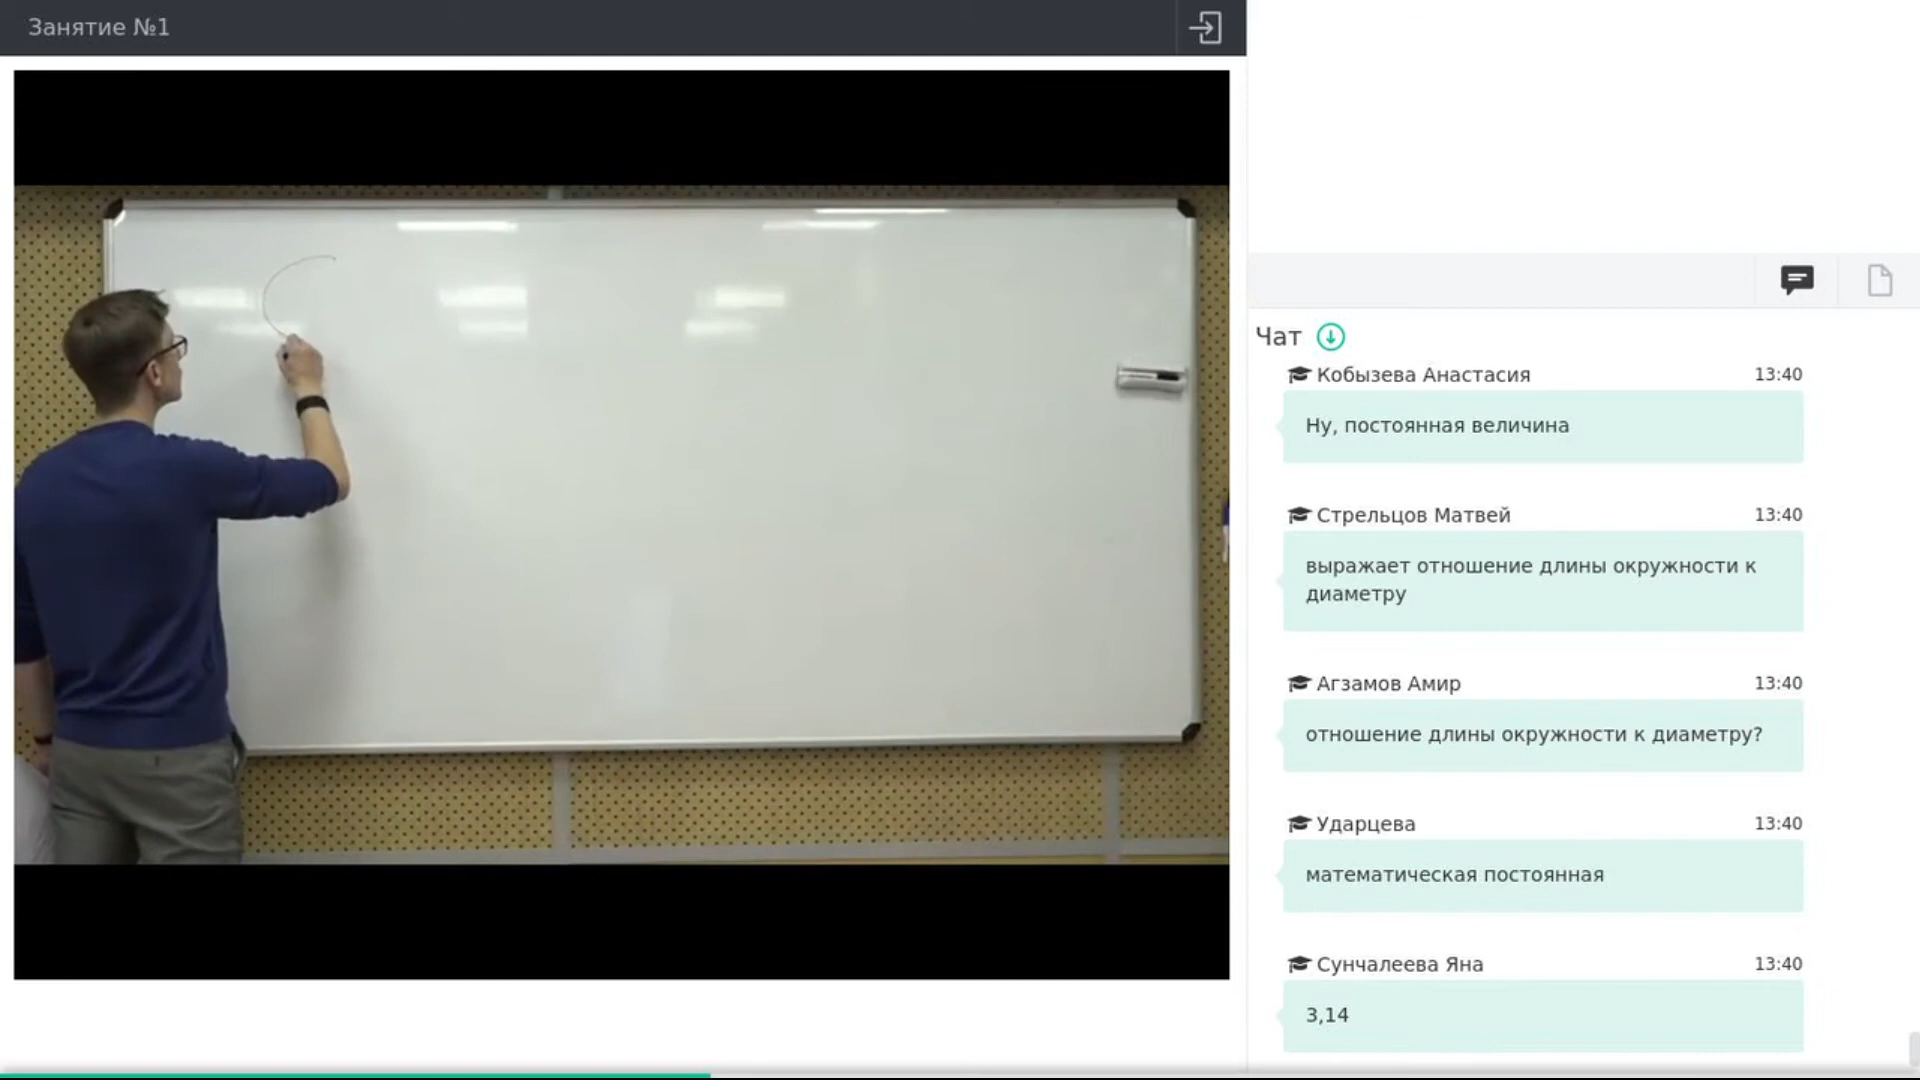 Занятие №1
Чат
Кобызева Анастасия 13:40
Ну, постоянная величина
Стрельцов Матвей 13:40
выражает отношение длины окружности к
диаметру
Агзамов Амир 13:40
отношение длины окружности к диаметру?
Ударцева 13:40
математическая постоянная
Сунчалеева Яна 13:40
3,14